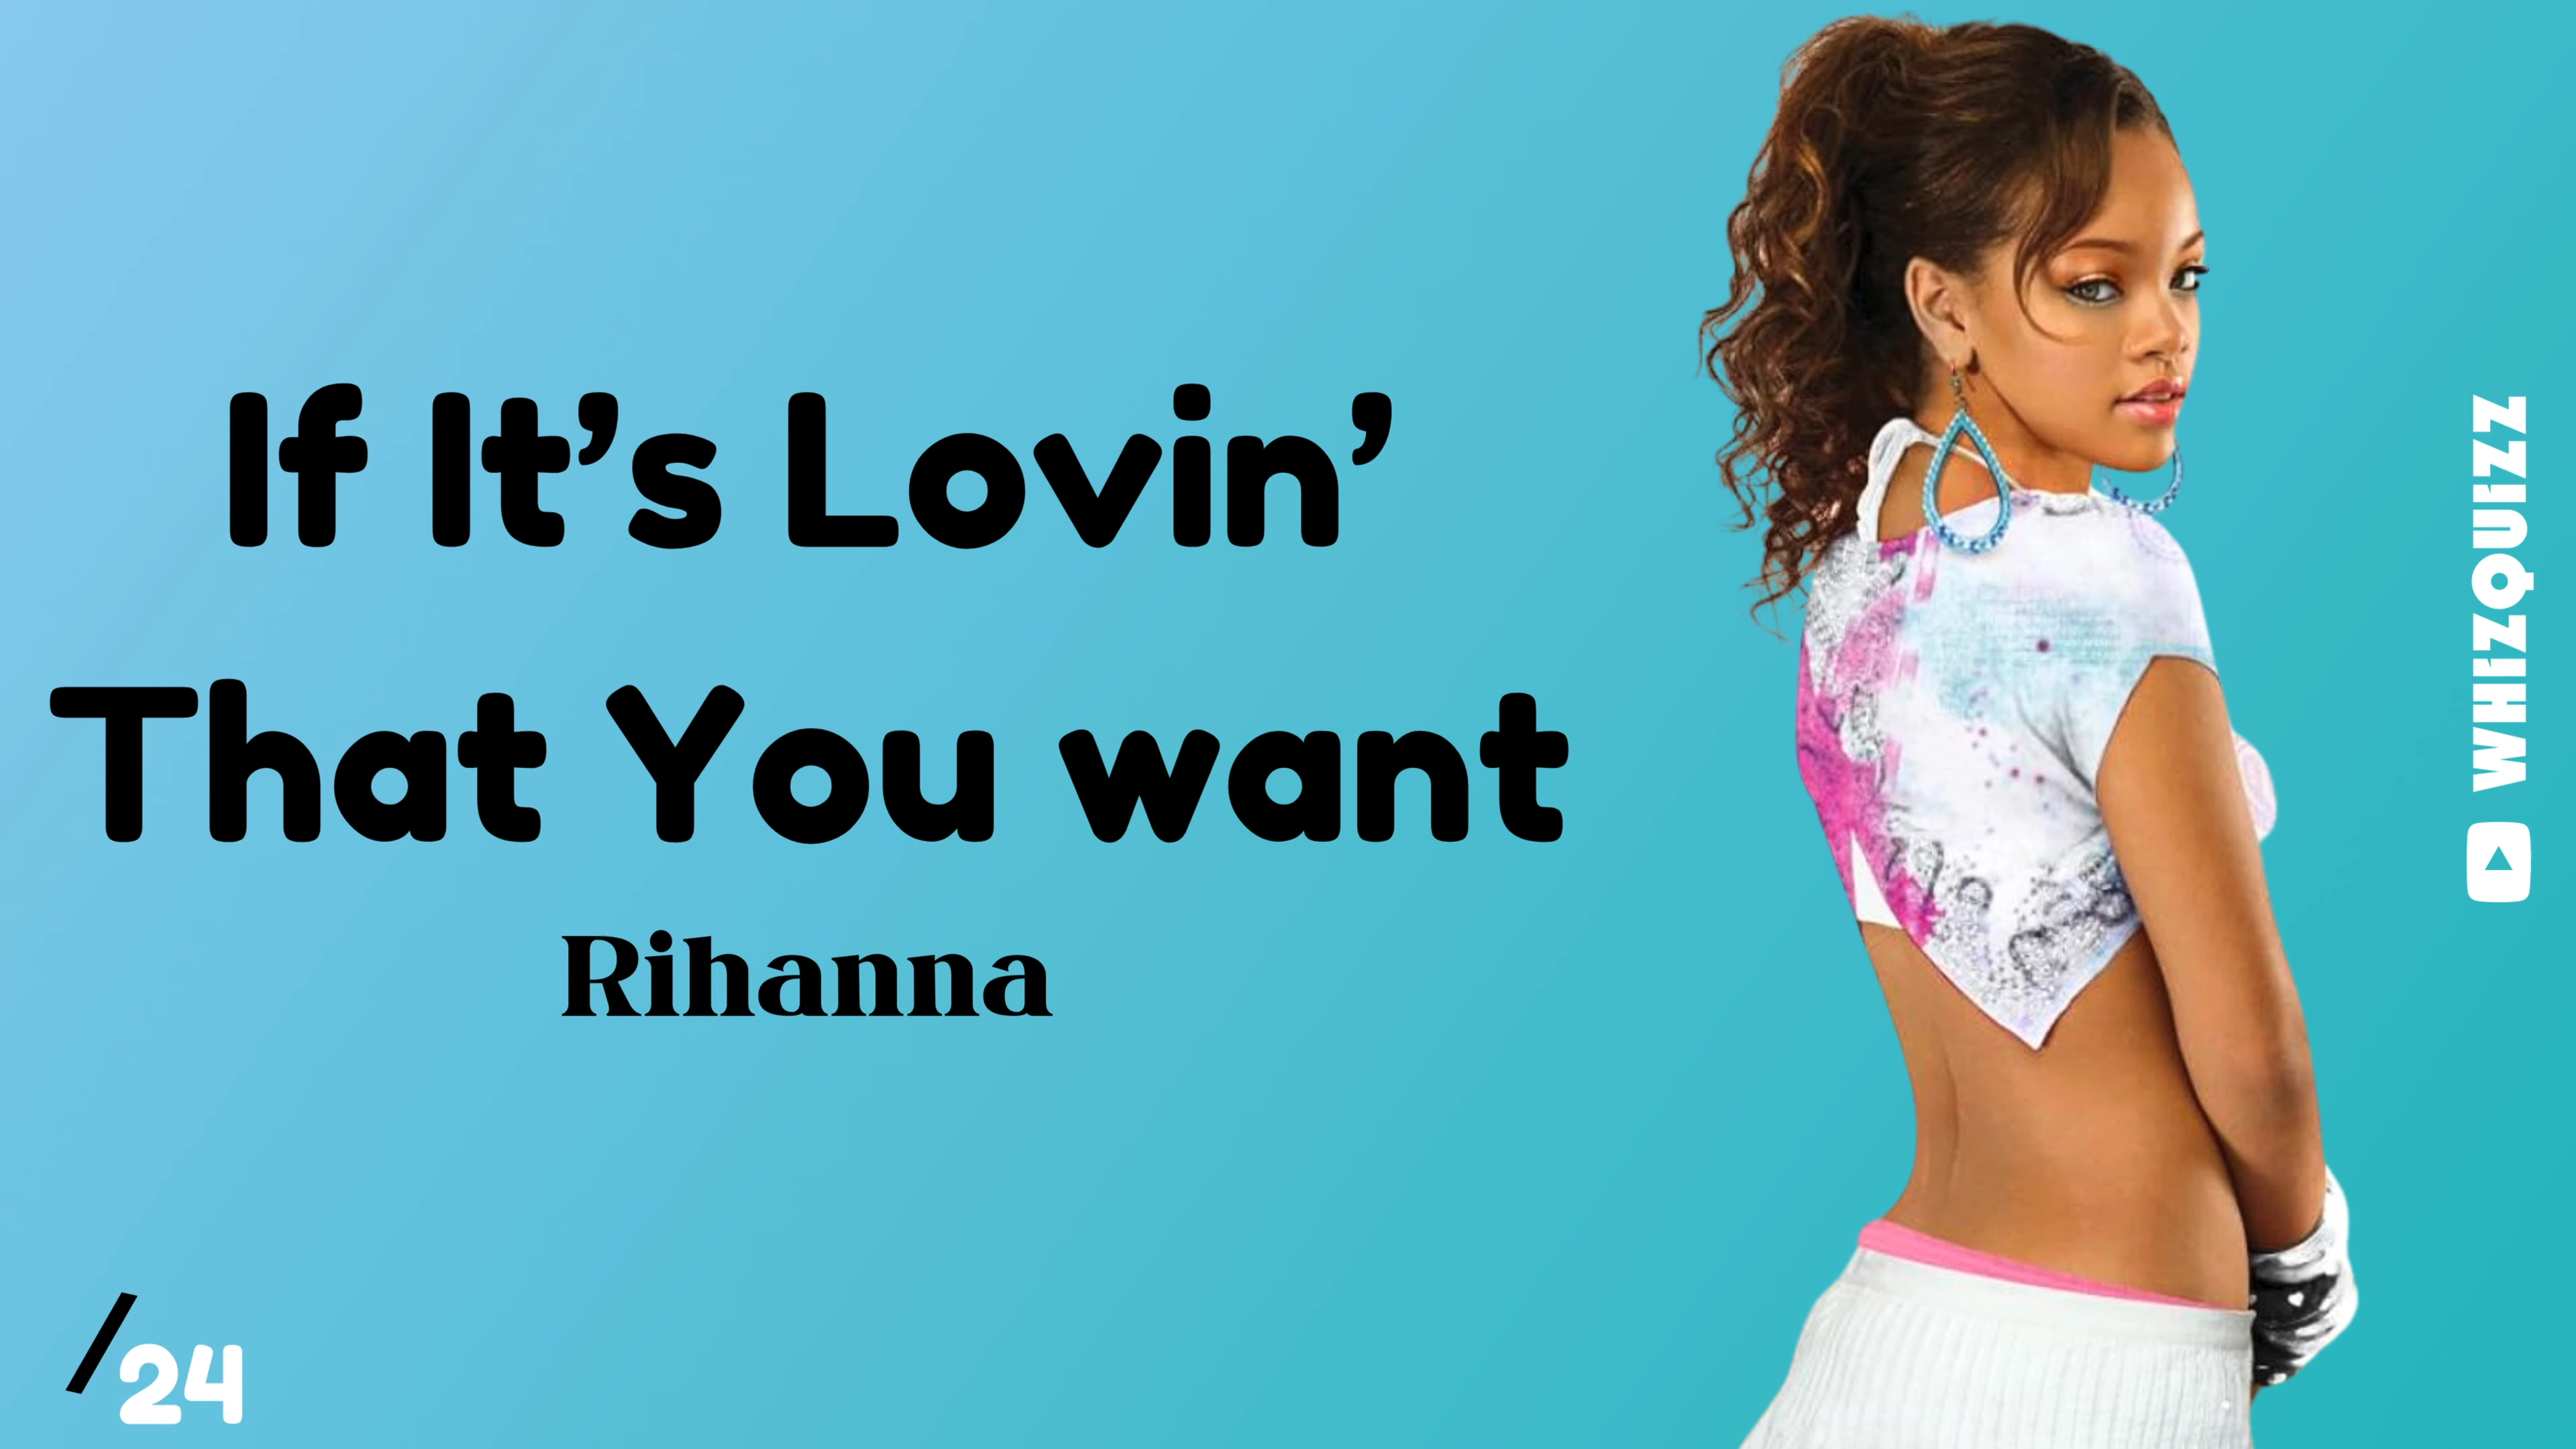 If It’s Lovin’
That You want
Rihanna
/24
WHiZQUiZZ